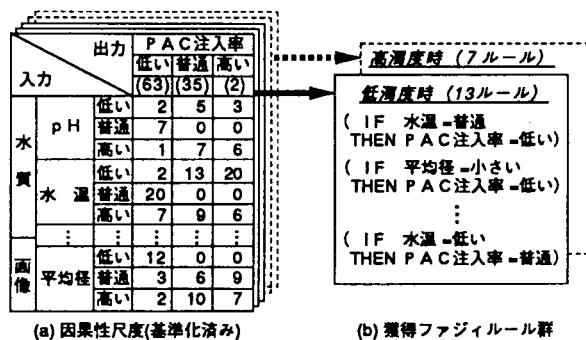 出力
入力
PAC注入率
低い 普通 高い
(63) (35) (2)
水質
pH
低い 2 5 3
普通 7 0 0
高い 1 7 6
水温
低い 2 13 20
普通 20 0 0
高い 7 9 6
⋮ ⋮ ⋮ ⋮ ⋮
画像
平均径
低い 12 0 0
普通 3 6 9
高い 2 10 7
(a) 因果性尺度(基準化済み)
高濁度時 (7ルール)
低濁度時 (13ルール)
( IF 水温=普通
THEN PAC注入率=低い)
( IF 平均径=小さい
THEN PAC注入率=低い)
⋮
( IF 水温=低い
THEN PAC注入率=普通)
(b) 獲得ファジィルール群